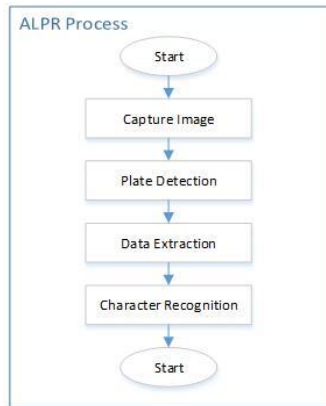 ALPR Process
Start
Capture Image
Plate Detection
Data Extraction
Character Recognition
Start